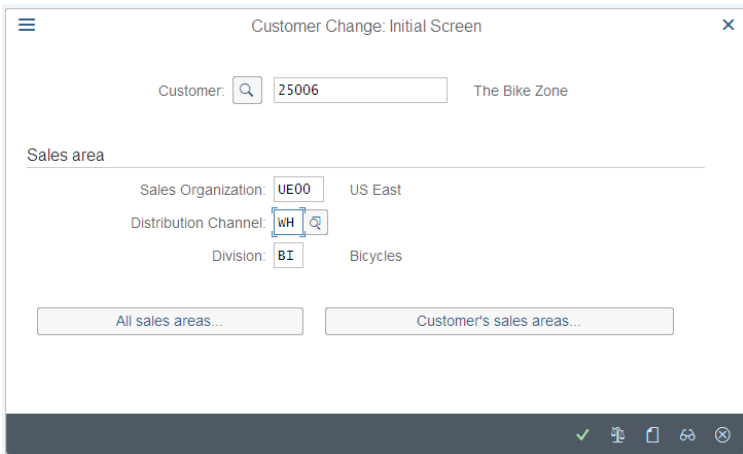 Customer Change: Initial Screen
Customer: 25006 The Bike Zone
Sales area
Sales Organization: UE00 US East
Distribution Channel: WH
Division: BI Bicycles
All sales areas... Customer's sales areas...